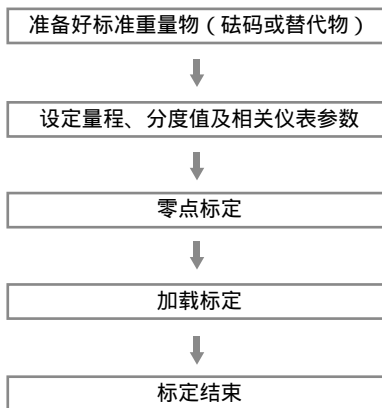 准备好标准重量物（砝码或替代物）
设定量程、分度值及相关仪表参数
零点标定
加载标定
标定结束